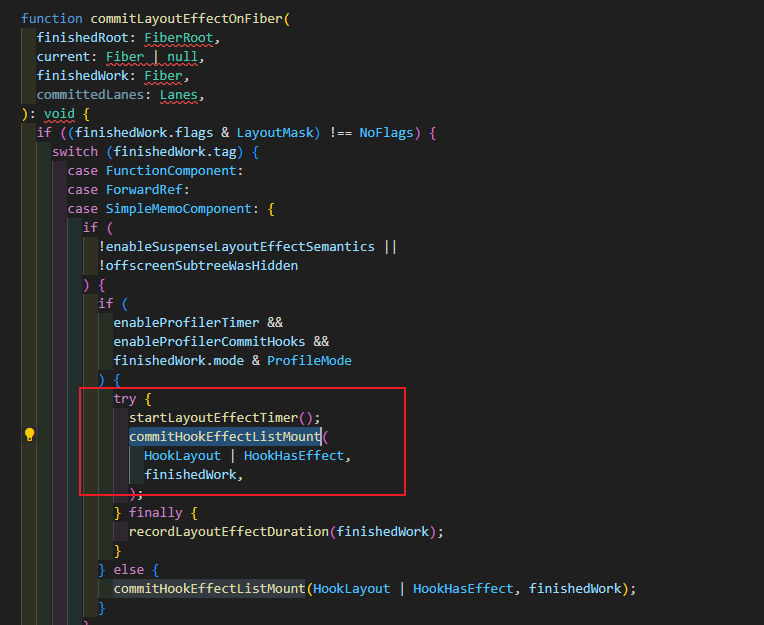 function commitLayoutEffectOnFiber(
finishedRoot: FiberRoot,
current: Fiber | null,
finishedWork: Fiber,
committedLanes: Lanes,
): void {
if ((finishedWork.flags & LayoutMask) !== NoFlags) {
switch (finishedWork.tag) {
case FunctionComponent:
case ForwardRef:
case SimpleMemoComponent: {
if (
!enableSuspenseLayoutEffectSemantics ||
!offscreenSubtreeWasHidden
) {
if (
enableProfilerTimer &&
enableProfilerCommitHooks &&
finishedWork.mode & ProfileMode
) {
try {
startLayoutEffectTimer();
commitHookEffectListMount(
HookLayout | HookHasEffect,
finishedWork,
);
} finally {
recordLayoutEffectDuration(finishedWork);
}
} else {
commitHookEffectListMount(HookLayout | HookHasEffect, finishedWork);
}
}